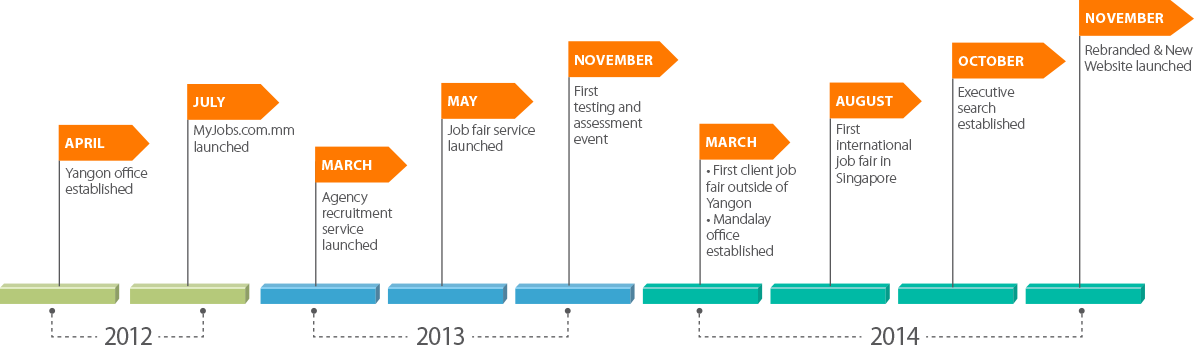 APRIL
Yangon office
established
JULY
MyJobs.com.mm
launched
MARCH
Agency
recruitment
service
launched
MAY
Job fair service
launched
NOVEMBER
First
testing and
assessment
event
MARCH
• First client job
fair outside of
Yangon
• Mandalay
office
established
AUGUST
First
international
job fair in
Singapore
OCTOBER
Executive
search
established
NOVEMBER
Rebranded & New
Website launched
2012
2013
2014